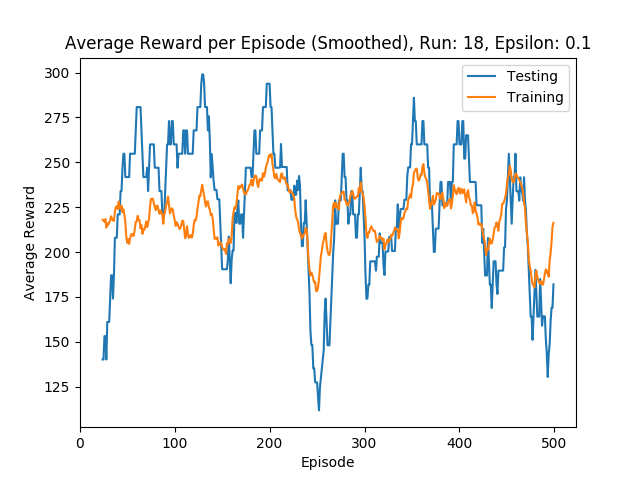 Average Reward per Episode (Smoothed), Run: 18, Epsilon: 0.1
Testing
Training
Average Reward
300
275
250
225
200
175
150
125
0
100
200
300
400
500
Episode